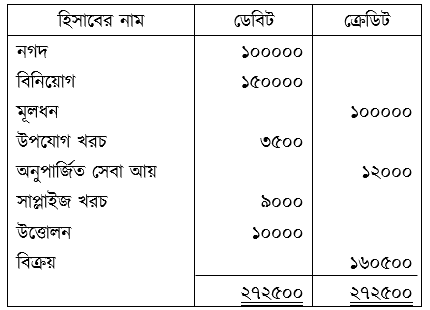 হিসাবের নাম ডেবিট ক্রেডিট
নগদ ১০০০০০
বিনিয়োগ ১৫০০০০
মূলধন ১০০০০০
উপযোগ খরচ ৩৫০০
অনুপার্জিত সেবা আয় ১২০০০
সাপ্লাইজ খরচ ৯০০০
উত্তোলন ১০০০০
বিক্রয় ১৬০৫০০
২৭২৫০০ ২৭২৫০০